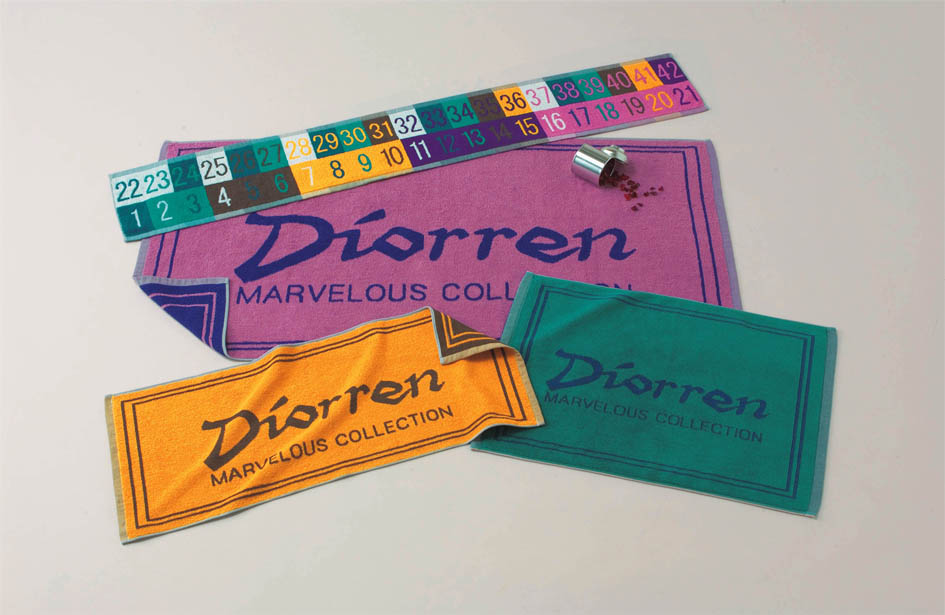 22 23 24 25 26 27 28 29 30 31 32 33 34 35 36 37 38 39 40 41 42
1 2 3 4 5 6 7 8 9 10 11 12 13 14 15 16 17 18 19 20 21
Diorren
MARVELOUS COLL CTION
Diorren
MARVELOUS COLLECTION
Diorren
MARVELOUS COLLECTION